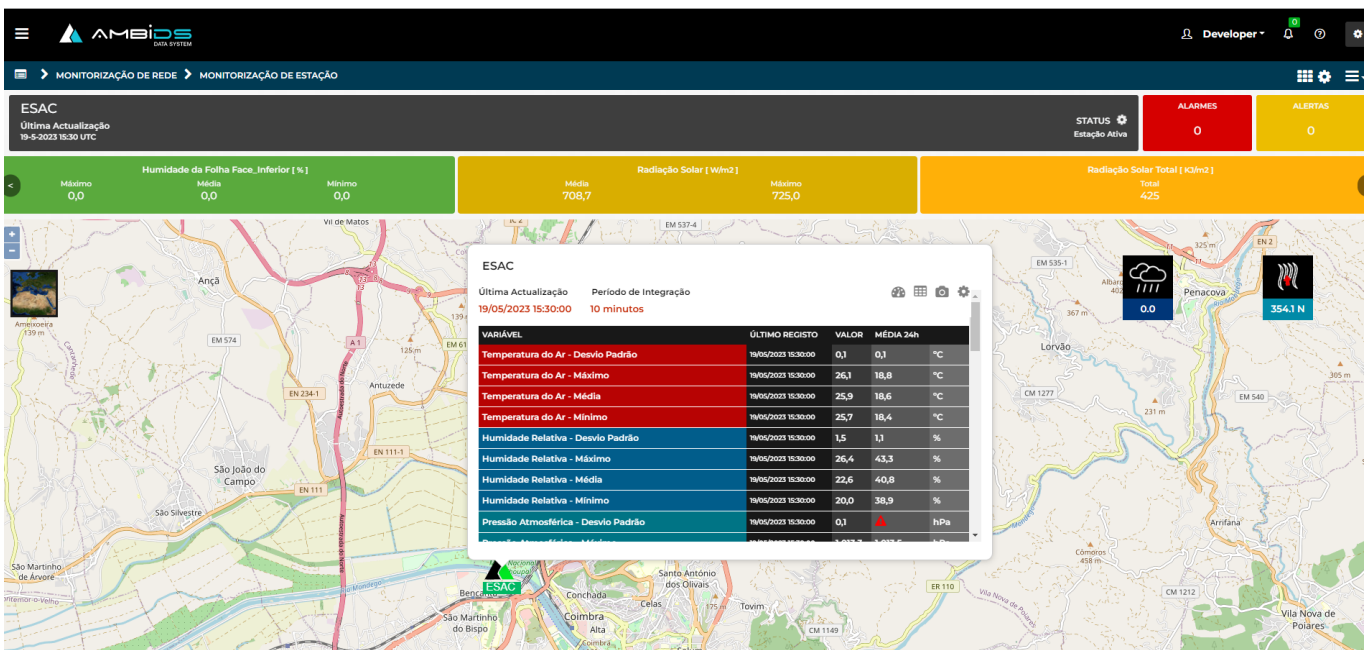 AMBiDS
DATA SYSTEM
Developer
0
MONITORIZAÇÃO DE REDE MONITORIZAÇÃO DE ESTAÇÃO
ESAC
Última Actualização
19-5-2023 15:30 UTC
STATUS
Estação Ativa
ALARMES
0
ALERTAS
0
Humidade da Folha Face_Inferior [ % ]
Máximo Média Mínimo
0,0 0,0 0,0
Radiação Solar [ W/m2 ]
Média Máximo
708,7 725,0
Radiação Solar Total [ KJ/m2 ]
Total
425
<
+
-
Vil de Matos
IC 2
EM 537-4
325 m
EN 2
EM 535-1
Ançã
13
13
Penacova
367 m
Ameixoeira
139 m
EM 574
A 1
125 m
Lorvão
Antuzede
EN 234-1
305 m
CM 1277
EM 540
231 m
EN 111-1
São João do
Campo
EN 111
São Silvestre
Arrifana
Cômoros
458 m
São Martinho
de Árvore
ESAC
Última Actualização Período de Integração
19/05/2023 15:30:00 10 minutos
VARIÁVEL ÚLTIMO REGISTO VALOR MÉDIA 24h
Temperatura do Ar - Desvio Padrão 19/05/2023 15:30:00 0,1 0,1 °C
Temperatura do Ar - Máximo 19/05/2023 15:30:00 26,1 18,8 °C
Temperatura do Ar - Média 19/05/2023 15:30:00 25,9 18,6 °C
Temperatura do Ar - Mínimo 19/05/2023 15:30:00 25,7 18,4 °C
Humidade Relativa - Desvio Padrão 19/05/2023 15:30:00 1,5 1,1 %
Humidade Relativa - Máximo 19/05/2023 15:30:00 26,4 43,3 %
Humidade Relativa - Média 19/05/2023 15:30:00 22,6 40,8 %
Humidade Relativa - Mínimo 19/05/2023 15:30:00 20,0 38,9 %
Pressão Atmosférica - Desvio Padrão 19/05/2023 15:30:00 0,1 hPa
0.0
354.1 N
ESAC
Conchada
Santo António
dos Olivais
Celas
175 m
Tovim
ER 110
Vila Nova de Poiares
CM 1212
São Martinho
do Bispo
Coimbra
Alta
Coimbra
CM 1149
Mondego
Vila Nova de
Poiares